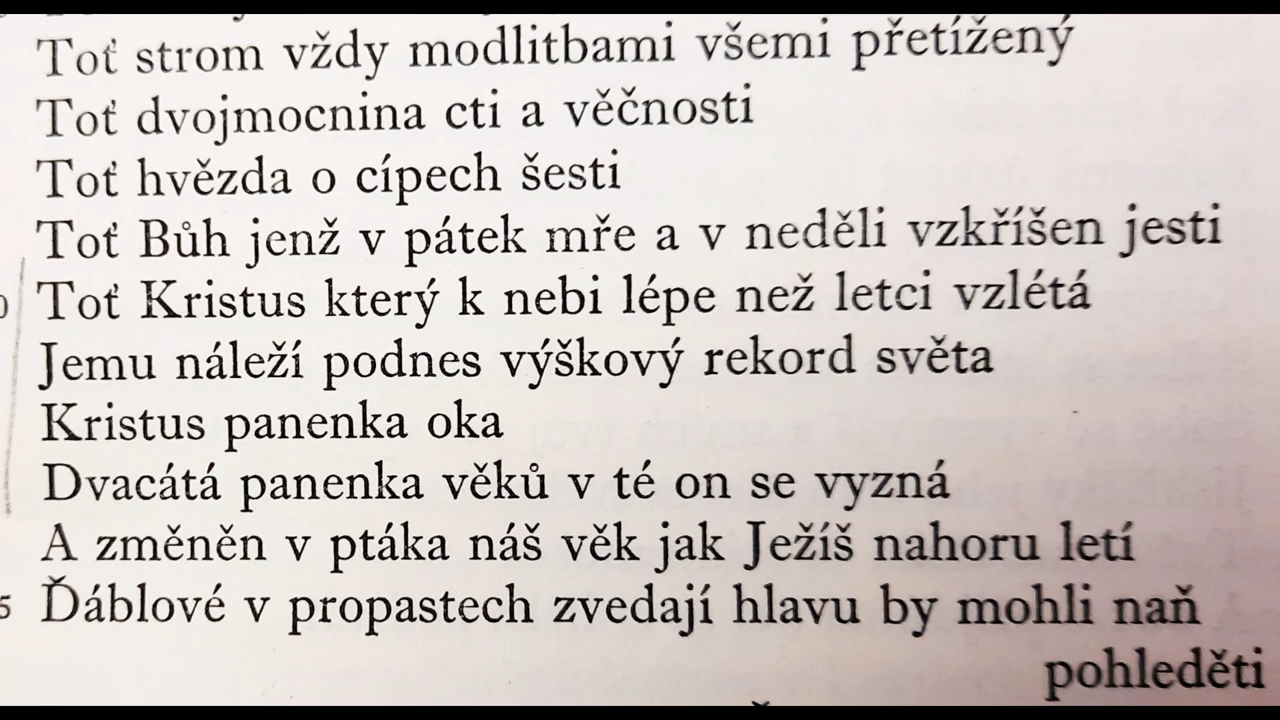 Toť strom vždy modlitbami všemi přetížený
Toť dvojmocnina cti a věčnosti
Toť hvězda o cípech šesti
Toť Bůh jenž v pátek mře a v neděli vzkříšen jesti
Toť Kristus který k nebi lépe než letci vzlétá
Jemu náleží podnes výškový rekord světa
Kristus panenka oka
Dvacátá panenka věků v té on se vyzná
A změněn v ptáka náš věk jak Ježíš nahoru letí
5 Ďáblové v propastech zvedají hlavu by mohli naň
pohleděti